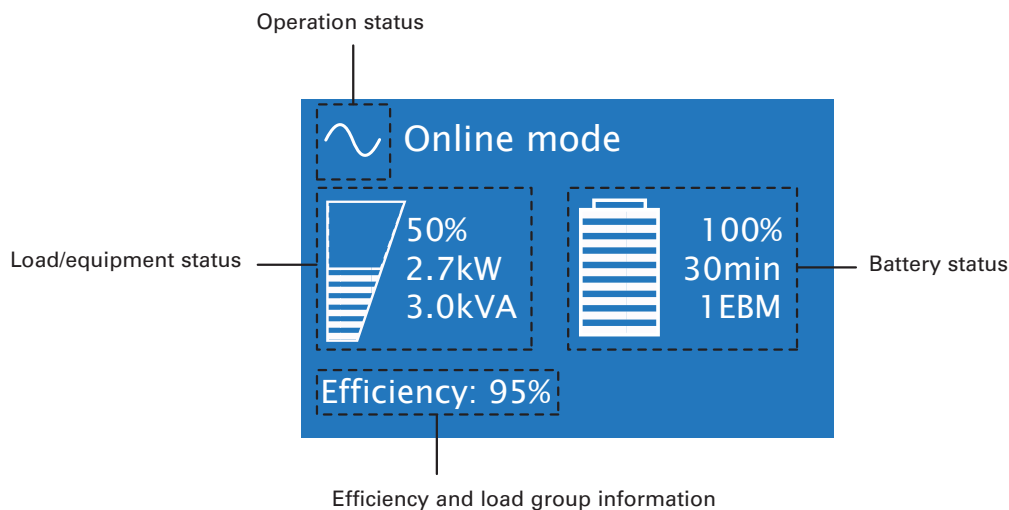 Operation status
Online mode
Load/equipment status
50%
2.7kW
3.0kVA
100%
30min
1EBM
Battery status
Efficiency: 95%
Efficiency and load group information